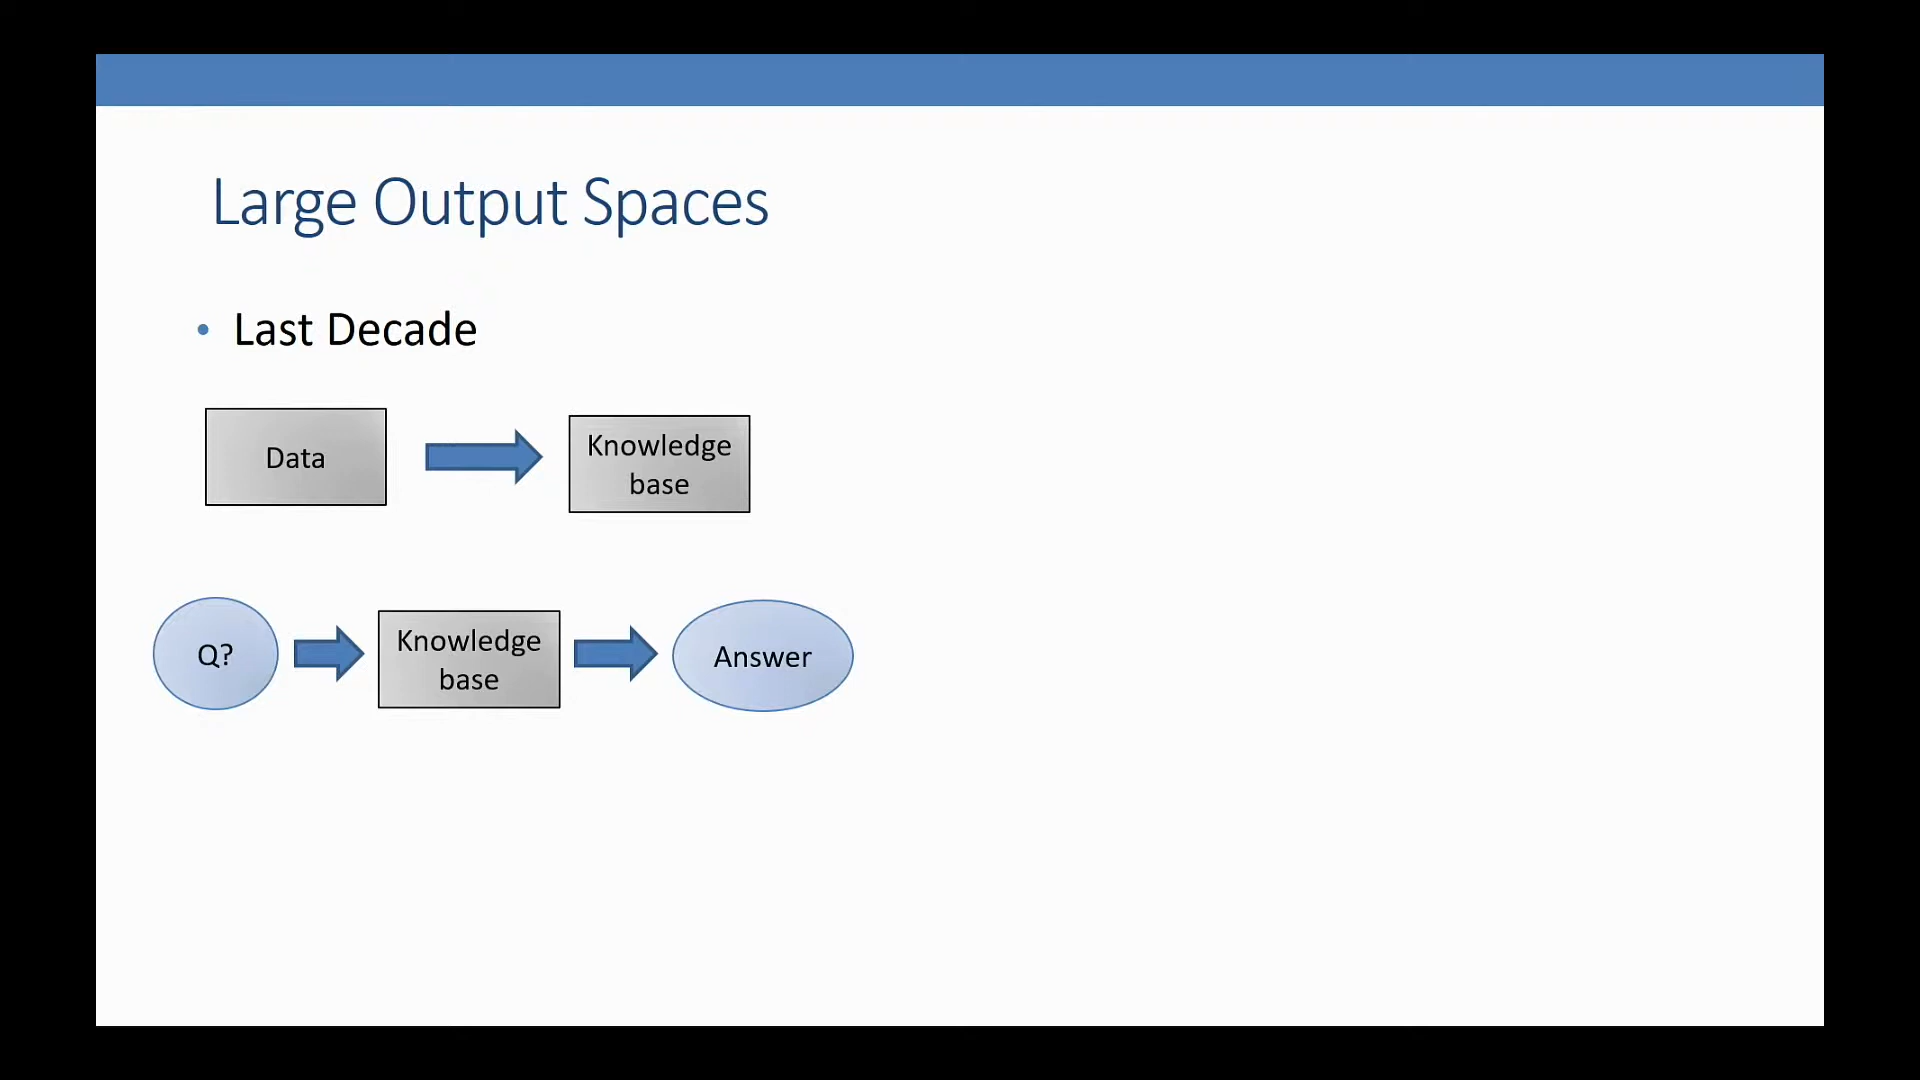 Large Output Spaces
• Last Decade
Data
Knowledge
base
Q?
Knowledge
base
Answer